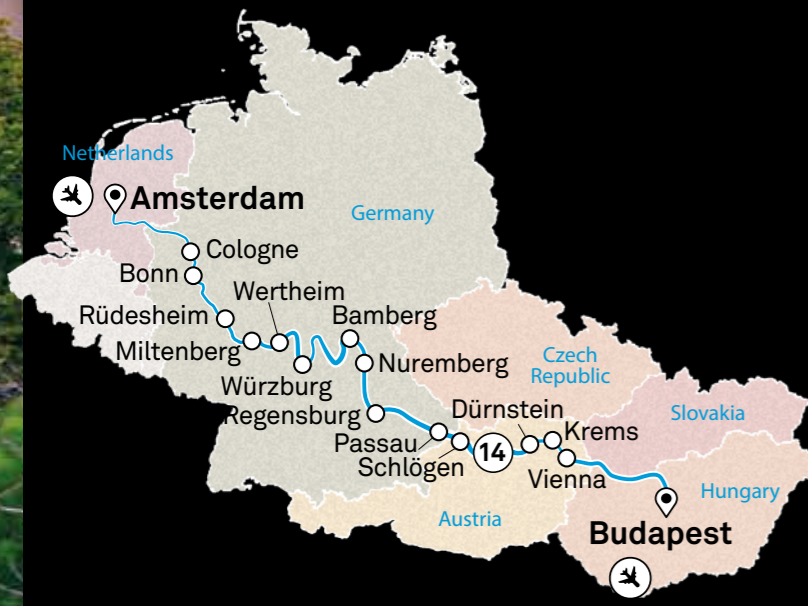 Netherlands
Amsterdam
Germany
Cologne
Bonn
Wertheim
Rüdesheim
Bamberg
Miltenberg
Nuremberg
Czech
Republic
Würzburg
Regensburg
Dürnstein
Slovakia
Passau
Krems
Schlögen
14
Vienna
Hungary
Austria
Budapest